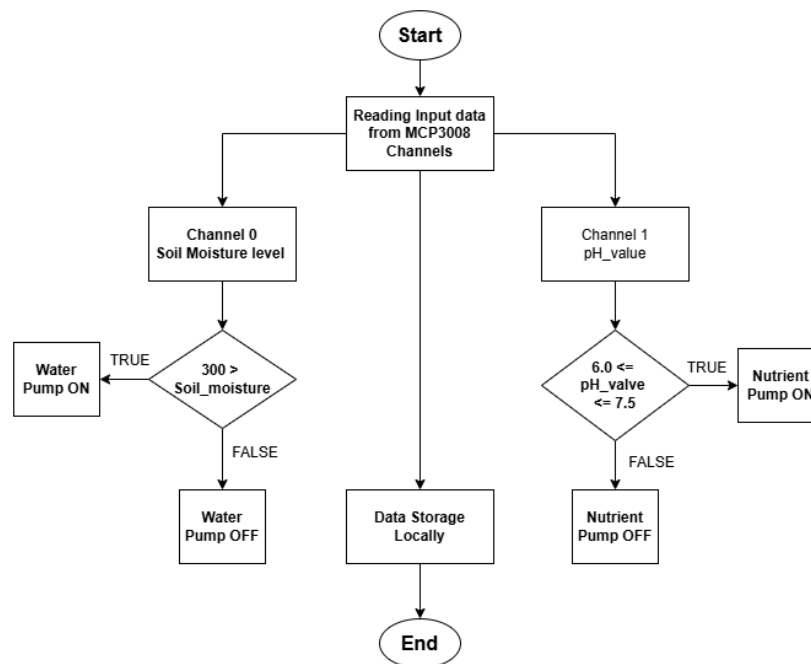 Start
Reading Input data
from MCP3008
Channels
Channel 0
Soil Moisture level
Channel 1
pH_value
TRUE
Water
Pump ON
300 >
Soil_moisture
6.0 <=
pH_valve
<= 7.5
TRUE
Nutrient
Pump ON
FALSE
FALSE
Water
Pump OFF
Data Storage
Locally
Nutrient
Pump OFF
End